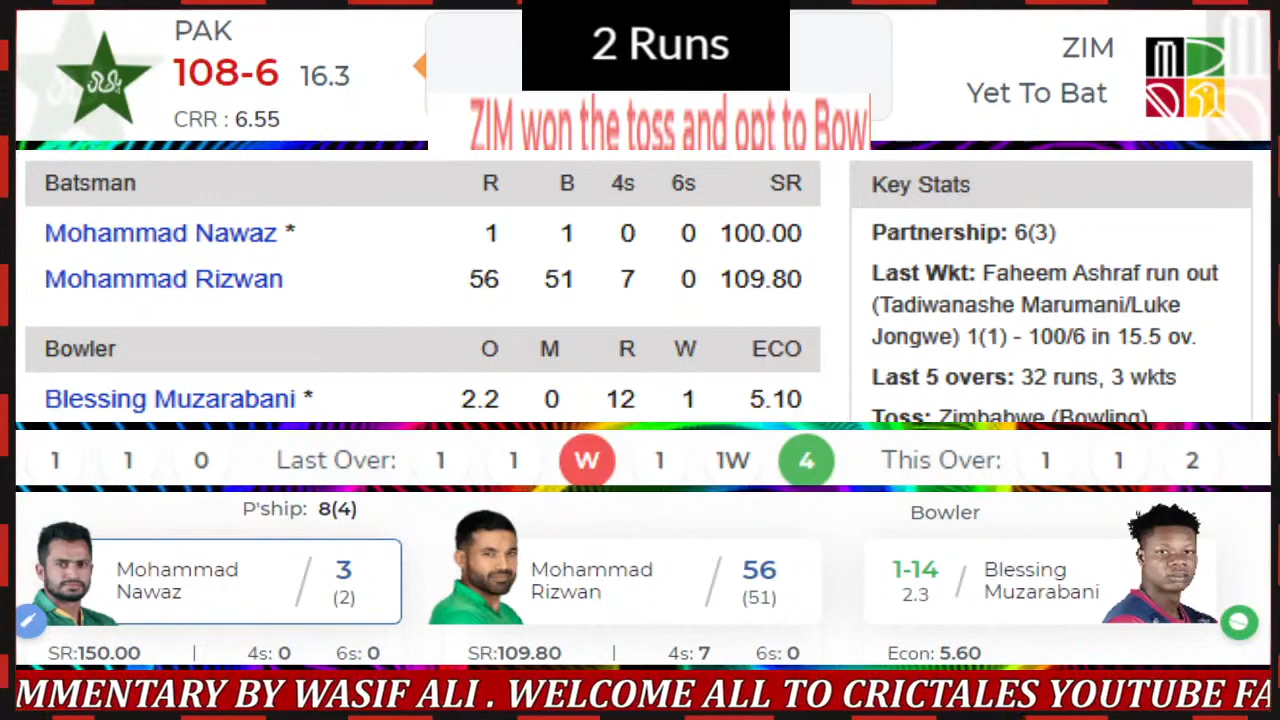 PAK
108-6 16.3
CRR : 6.55
2 Runs
ZIM won the toss and opt to Bowl
ZIM
Yet To Bat
Batsman R B 4s 6s SR
Mohammad Nawaz * 1 1 0 0 100.00
Mohammad Rizwan 56 51 7 0 109.80
Bowler O M R W ECO
Blessing Muzarabani * 2.2 0 12 1 5.10
Key Stats
Partnership: 6(3)
Last Wkt: Faheem Ashraf run out
(Tadiwanashe Marumani/Luke
Jongwe) 1(1) - 100/6 in 15.5 ov.
Last 5 overs: 32 runs, 3 wkts
Toss: Zimbabwe (Bowling)
1 1 0 Last Over: 1 1 W 1 1W 4 This Over: 1 1 2
P'ship: 8(4)
Mohammad
Nawaz
3
(2)
SR:150.00 | 4s: 0 6s: 0
Mohammad
Rizwan
56
(51)
SR:109.80 | 4s: 7 6s: 0
Bowler
1-14
2.3
Blessing
Muzarabani
Econ: 5.60
MMENTARY BY WASIF ALI . WELCOME ALL TO CRICTALES YOUTUBE FA